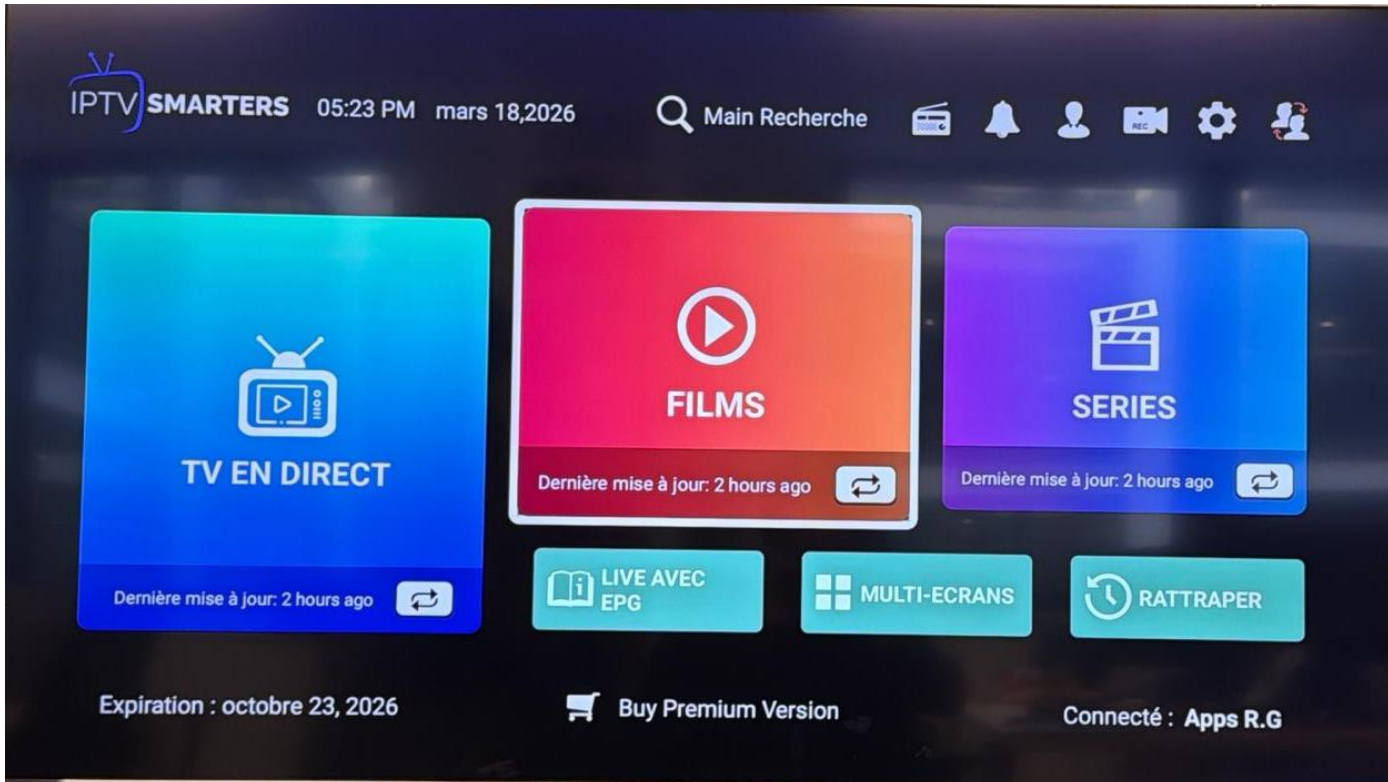 IPTV SMARTERS 05:23 PM mars 18,2026 Main Recherche
REC
TV EN DIRECT
Dernière mise à jour: 2 hours ago
FILMS
Dernière mise à jour: 2 hours ago
SERIES
Dernière mise à jour: 2 hours ago
LIVE AVEC
EPG
MULTI-ECRANS
RATTRAPER
Expiration : octobre 23, 2026
Buy Premium Version
Connecté : Apps R.G